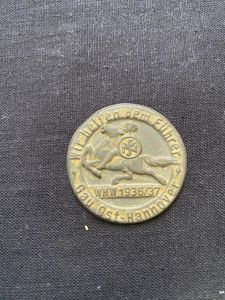 Wir helfen dem Führer
WHW 1936/37
Gau Ost-Hannover